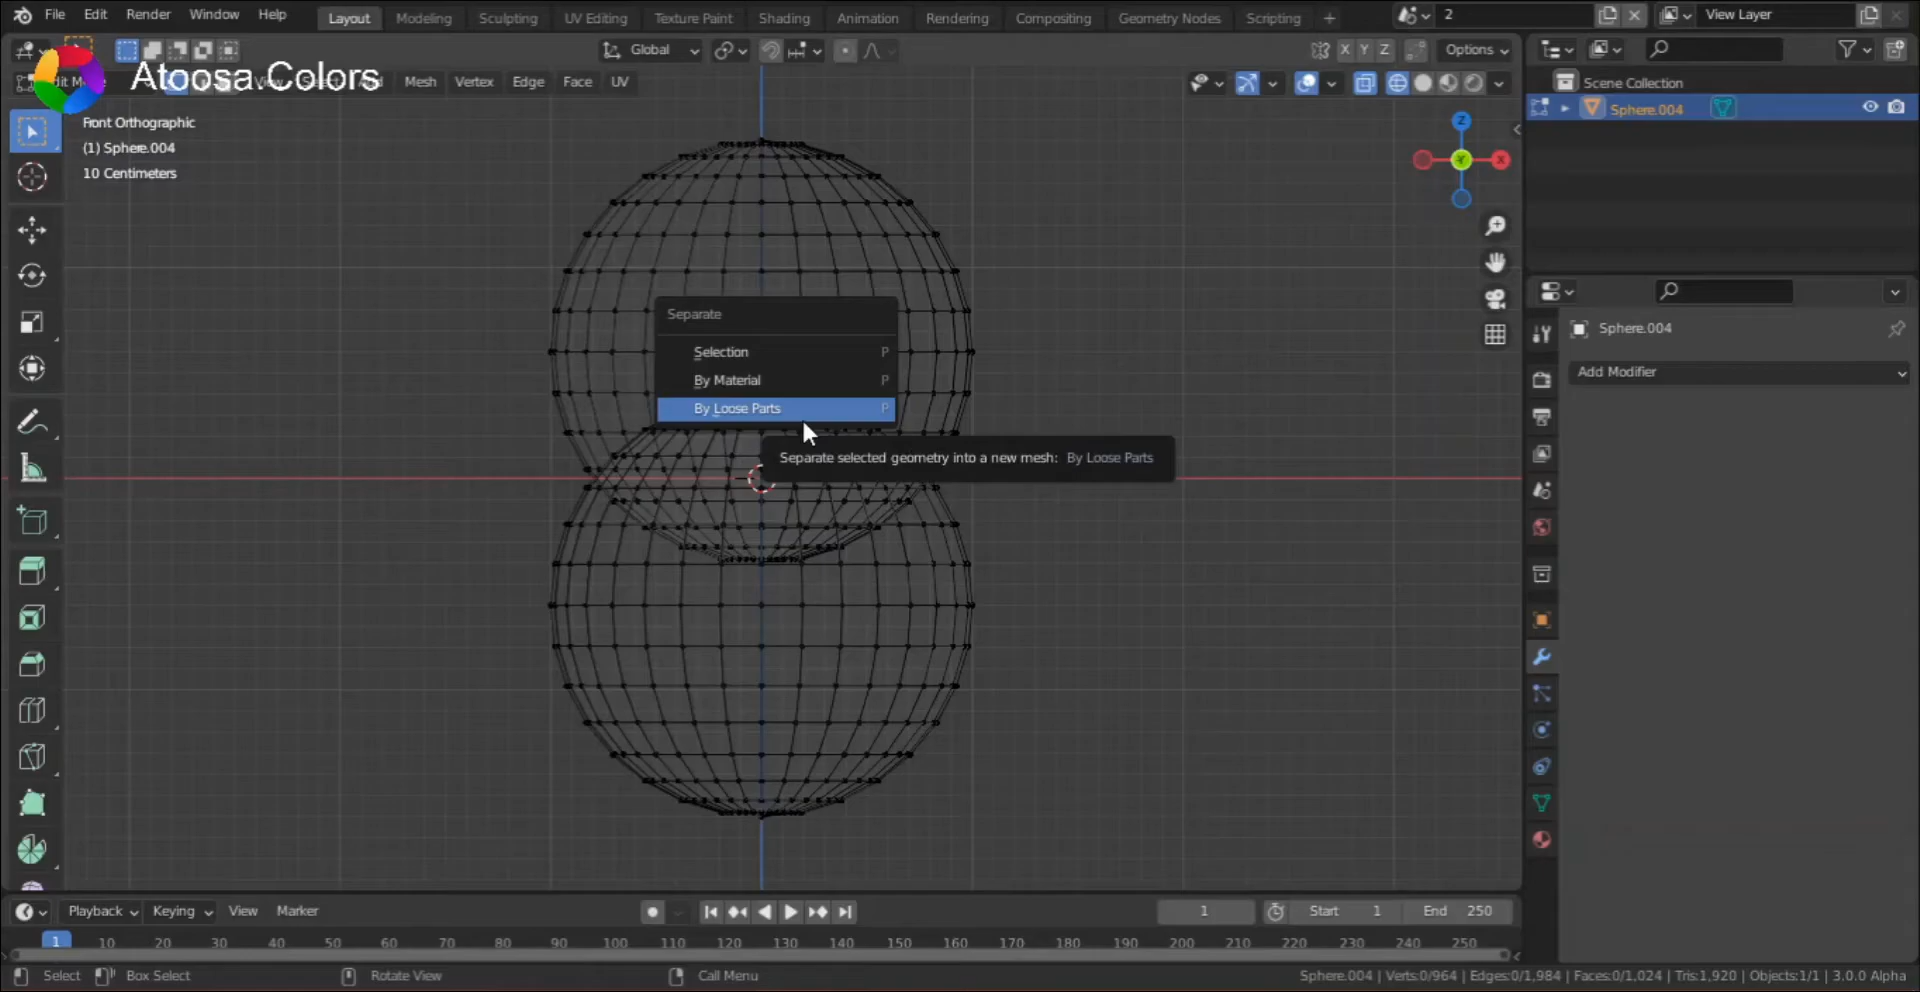 File Edit Render Window Help Layout Modeling Sculpting UV Editing Texture Paint Shading Animation Rendering Compositing Geometry Nodes Scripting + 2 View Layer
Global X Y Z Options
Atoosa.Colors
Mesh Vertex Edge Face UV
Scene Collection
Sphere.004
Front Orthographic
(1) Sphere.004
10 Centimeters
Z
Y X
Separate
Selection P
By Material P
By Loose Parts P
Separate selected geometry into a new mesh: By Loose Parts
Sphere.004
Add Modifier
Playback Keying View Marker 1 Start 1 End 250
1 10 20 30 40 50 60 70 80 90 100 110 120 130 140 150 160 170 180 190 200 210 220 230 240 250
Select Box Select Rotate View Call Menu Sphere.004 | Verts:0/964 | Edges:0/1,984 | Faces:0/1,024 | Tris:1,920 | Objects:1/1 | 3.0.0 Alpha